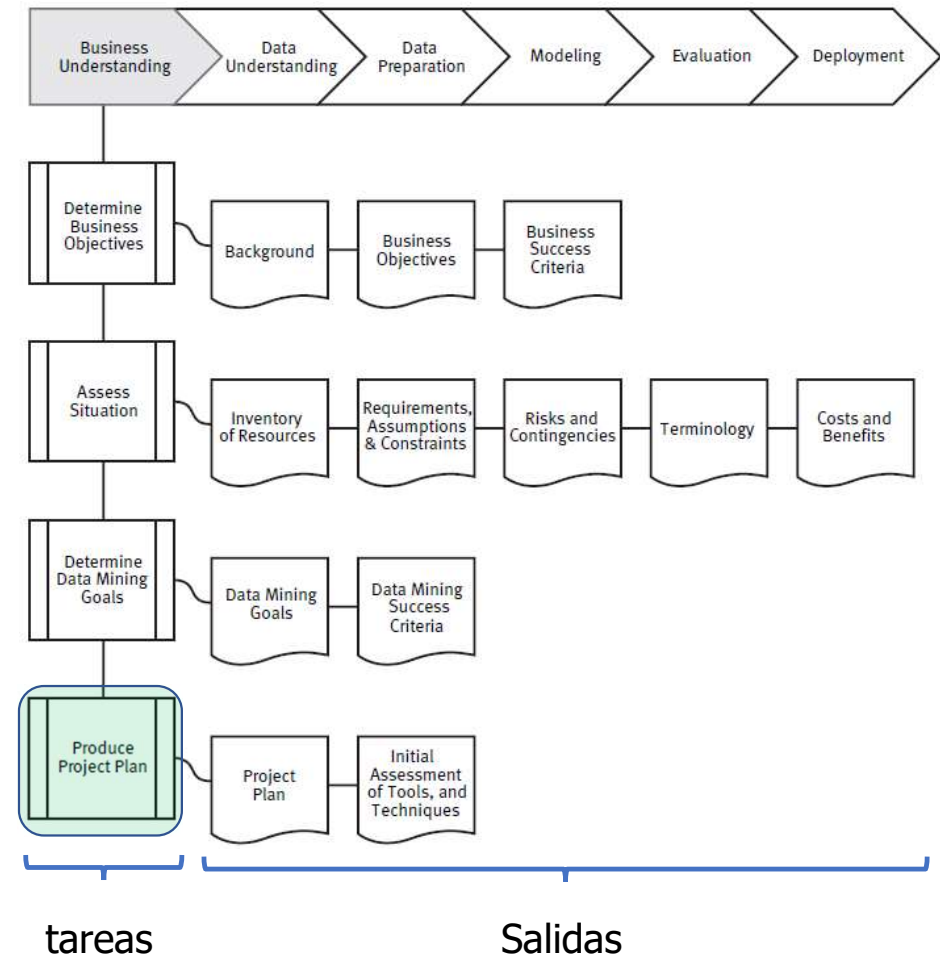 Business
Understanding
Data
Understanding
Data
Preparation
Modeling
Evaluation
Deployment
Determine
Business
Objectives
Background
Business
Objectives
Business
Success
Criteria
Assess
Situation
Inventory
of Resources
Requirements,
Assumptions
& Constraints
Risks and
Contingencies
Terminology
Costs and
Benefits
Determine
Data Mining
Goals
Data Mining
Goals
Data Mining
Success
Criteria
Produce
Project Plan
Project
Plan
Initial
Assessment
of Tools, and
Techniques
tareas
Salidas